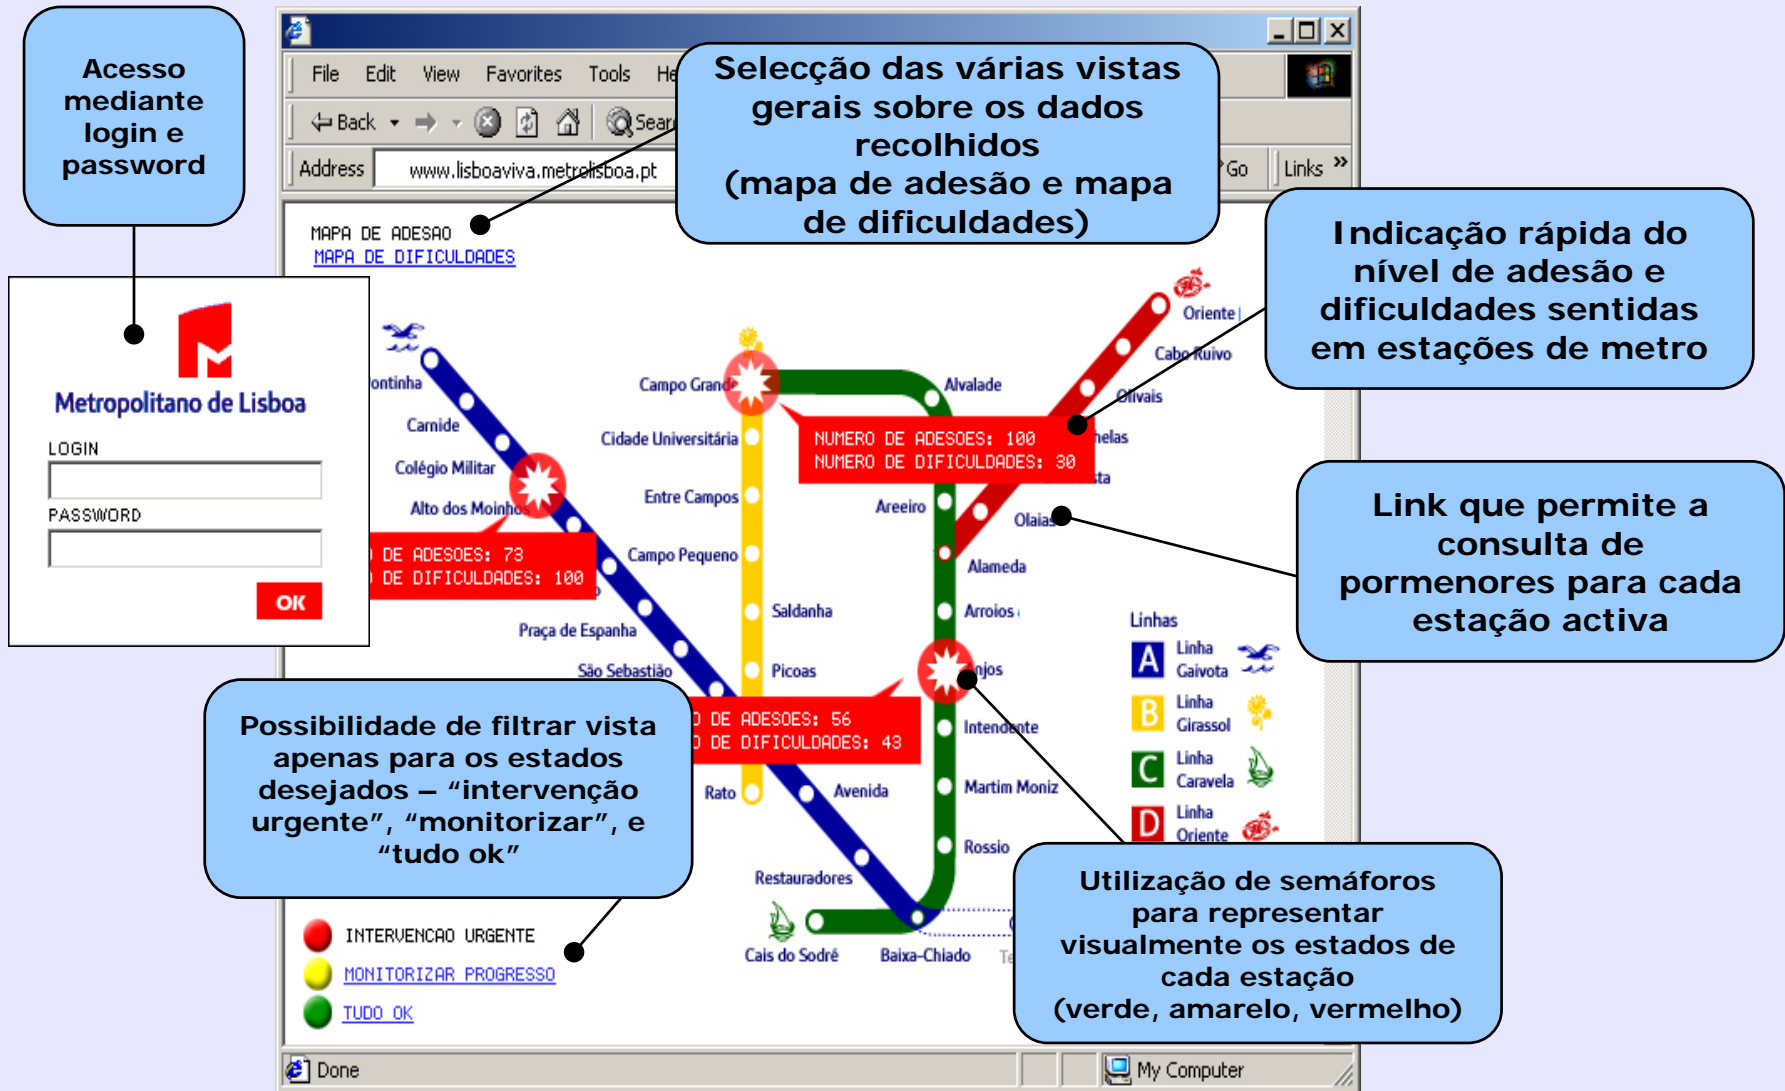 Acesso
mediante
login e
password
File Edit View Favorites Tools
Back
Address www.lisboaviva.metrolisboa.pt
Go Links
Selecção das várias vistas
gerais sobre os dados
recolhidos
(mapa de adesão e mapa
de dificuldades)
MAPA DE ADESAO
MAPA DE DIFICULDADES
Indicação rápida do
nível de adesão e
dificuldades sentidas
em estações de metro
Metropolitano de Lisboa
LOGIN
PASSWORD
OK
Oriente
Cabo Ruivo
Olivais
Olaias
Campo Grande
Alvalade
Carnide
Cidade Universitária
NUMERO DE ADESOES: 100
NUMERO DE DIFICULDADES: 30
Colégio Militar
Entre Campos
Areeiro
Alto dos Moinhos
DE ADESOES: 73
DE DIFICULDADES: 100
Campo Pequeno
Alameda
Link que permite a
consulta de
pormenores para cada
estação activa
Saldanha
Arroios
Praça de Espanha
São Sebastião
Picoas
Linhas
A Linha
Gaivota
B Linha
Girassol
C Linha
Caravela
D Linha
Oriente
DE ADESOES: 56
DE DIFICULDADES: 43
Intendente
Possibilidade de filtrar vista
apenas para os estados
desejados – “intervenção
urgente”, “monitorizar”, e
“tudo ok”
Rato
Avenida
Martim Moniz
Rossio
Restauradores
Cais do Sodré
Baixa-Chiado
Utilização de semáforos
para representar
visualmente os estados de
cada estação
(verde, amarelo, vermelho)
INTERVENCAO URGENTE
MONITORIZAR PROGRESSO
TUDO OK
Done
My Computer